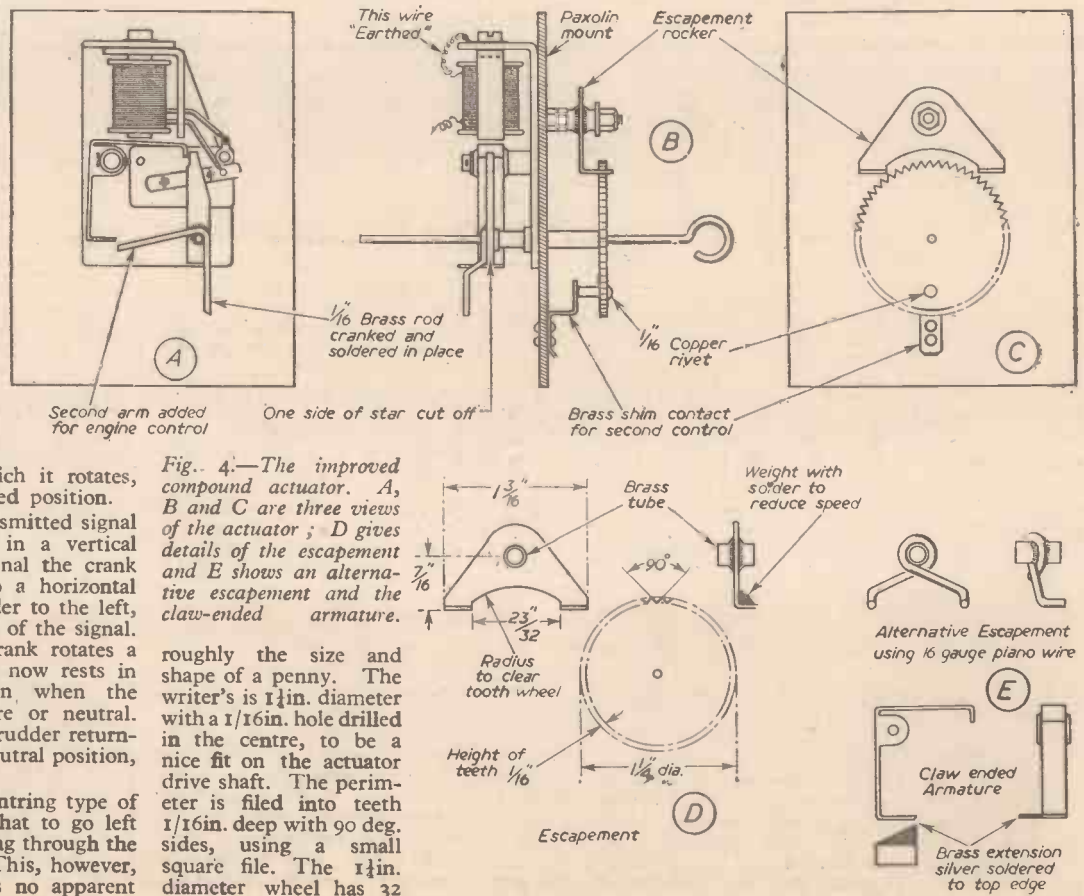 This wire
"Earthed"
Paxolin
mount
Escapement
rocker
B
1/16" Brass rod
cranked and
soldered in place
A
1/16" Copper
rivet
C
Second arm added
for engine control
One side of star cut off
Brass shim contact
for second control
ich it rotates,
ed position.
smitted signal
in a vertical
nal the crank
o a horizontal
der to the left,
of the signal.
rank rotates a
now rests in
n when the
re or neutral.
rudder return-
utral position,
ntring type of
hat to go left
ng through the
This, however,
s no apparent
Fig. 4.—The improved
compound actuator. A,
B and C are three views
of the actuator ; D gives
details of the escapement
and E shows an alterna-
tive escapement and the
claw-ended armature.
roughly the size and
shape of a penny. The
writer's is 1¼in. diameter
with a 1/16in. hole drilled
in the centre, to be a
nice fit on the actuator
drive shaft. The perim-
eter is filed into teeth
1/16in. deep with 90 deg.
sides, using a small
square file. The 1¼in.
diameter wheel has 32
1 3/16"
Brass
tube
Weight with
solder to
reduce speed
7/16"
90°
23/32"
Radius
to clear
tooth wheel
Height of
teeth 1/16"
1¼" dia.
D
Escapement
Alternative Escapement
using 16 gauge piano wire
E
Claw ended
Armature
Brass extension
silver soldered
to top edge